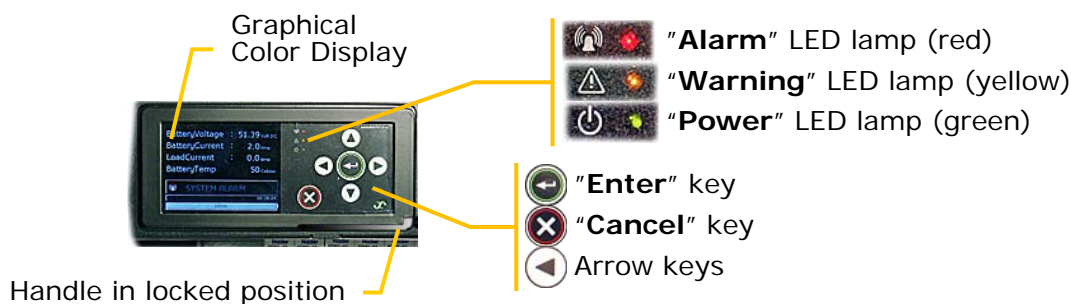 Graphical
Color Display
"Alarm" LED lamp (red)
"Warning" LED lamp (yellow)
"Power" LED lamp (green)
BatteryVoltage : 51.39
BatteryCurrent : 2.0
LoadCurrent : 0.0
BatteryTemp 50
SYSTEM ALARM
"Enter" key
"Cancel" key
Arrow keys
Handle in locked position